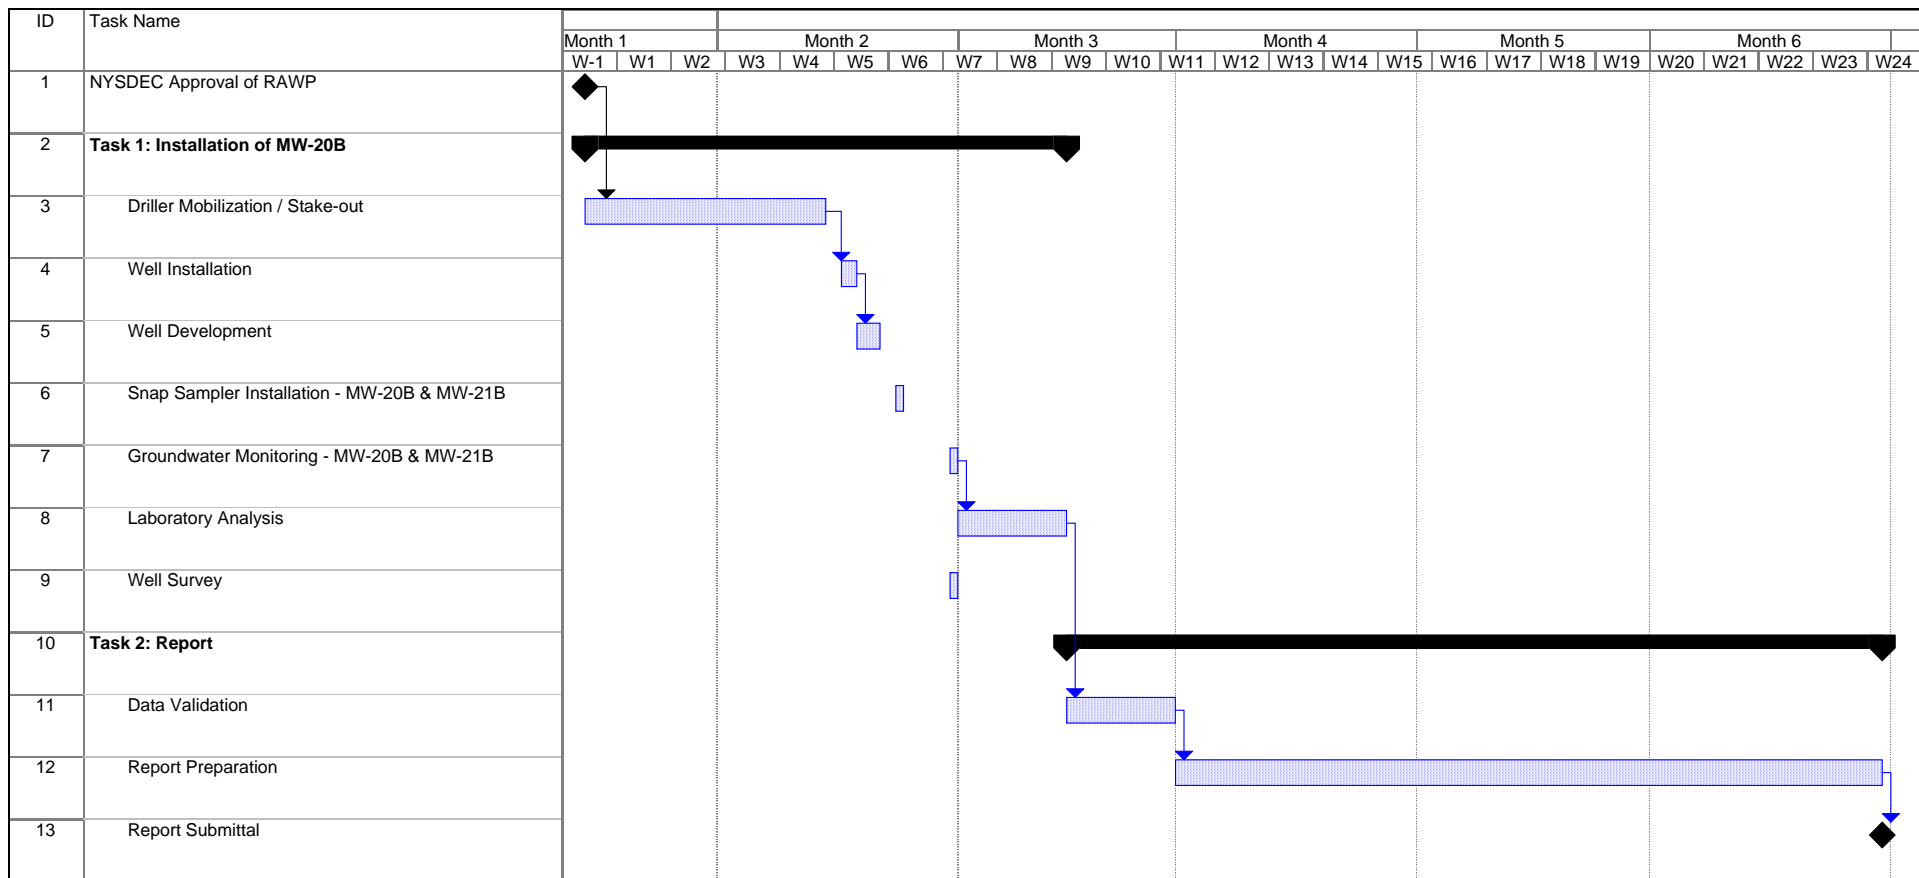 ID Task Name
Month 1 Month 2 Month 3 Month 4 Month 5 Month 6
W-1 W1 W2 W3 W4 W5 W6 W7 W8 W9 W10 W11 W12 W13 W14 W15 W16 W17 W18 W19 W20 W21 W22 W23 W24
1 NYSDEC Approval of RAWP
2 Task 1: Installation of MW-20B
3 Driller Mobilization / Stake-out
4 Well Installation
5 Well Development
6 Snap Sampler Installation - MW-20B & MW-21B
7 Groundwater Monitoring - MW-20B & MW-21B
8 Laboratory Analysis
9 Well Survey
10 Task 2: Report
11 Data Validation
12 Report Preparation
13 Report Submittal